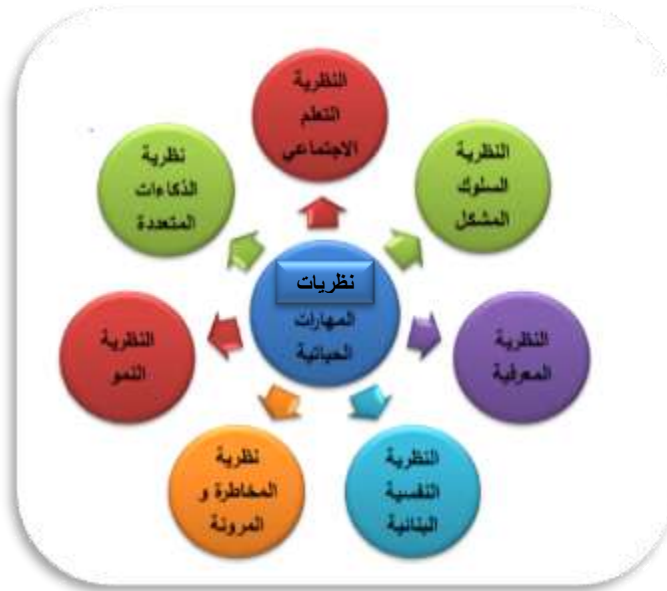 النظرية
التعلم
الاجتماعي
النظرية
السلوك
المشكل
النظرية
المعرفية
النظرية
النفسية
البنائية
نظرية
المخاطرة و
المرونة
النظرية
النمو
نظرية
الذكاءات
المتعددة
نظريات
المهارات
الحياتية